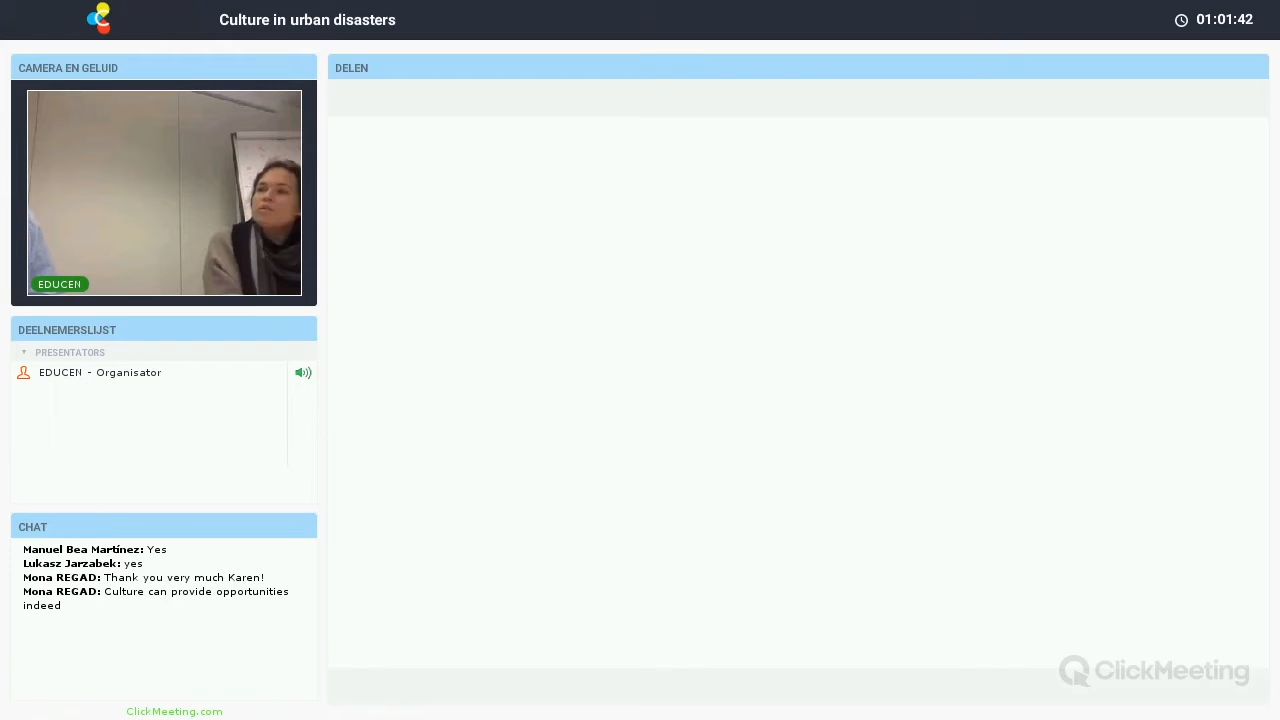 Culture in urban disasters
01:01:42
CAMERA EN GELUID
DELEN
EDUCEN
DEELNEMERSLIJST
PRESENTATORS
EDUCEN - Organisator
CHAT
Manuel Bea Martínez: Yes
Lukasz Jarzabek: yes
Mona REGAD: Thank you very much Karen!
Mona REGAD: Culture can provide opportunities
indeed
ClickMeeting
ClickMeeting.com